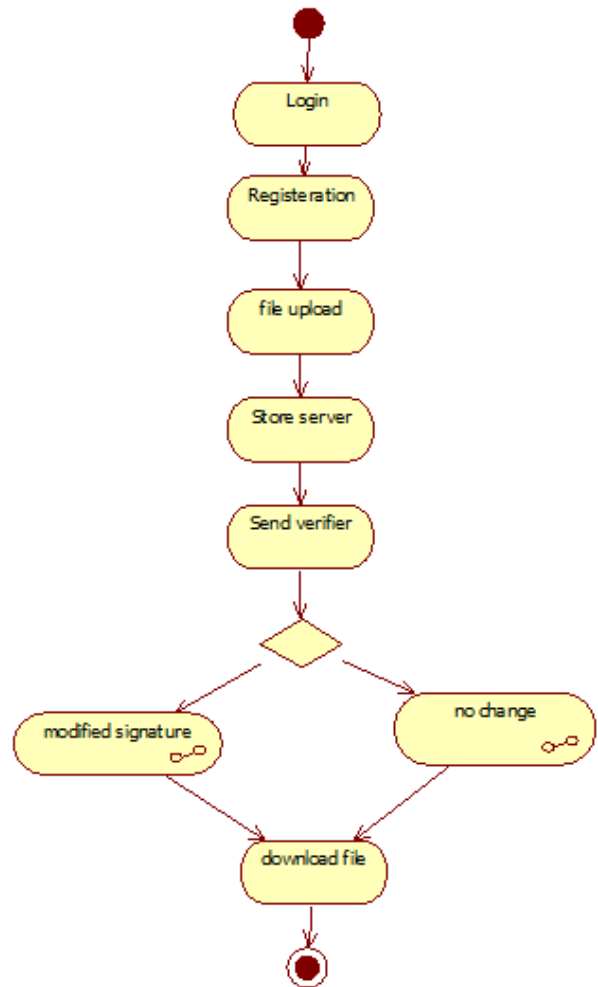 Login
Registeration
file upload
Store server
Send verifier
modified signature
no change
download file